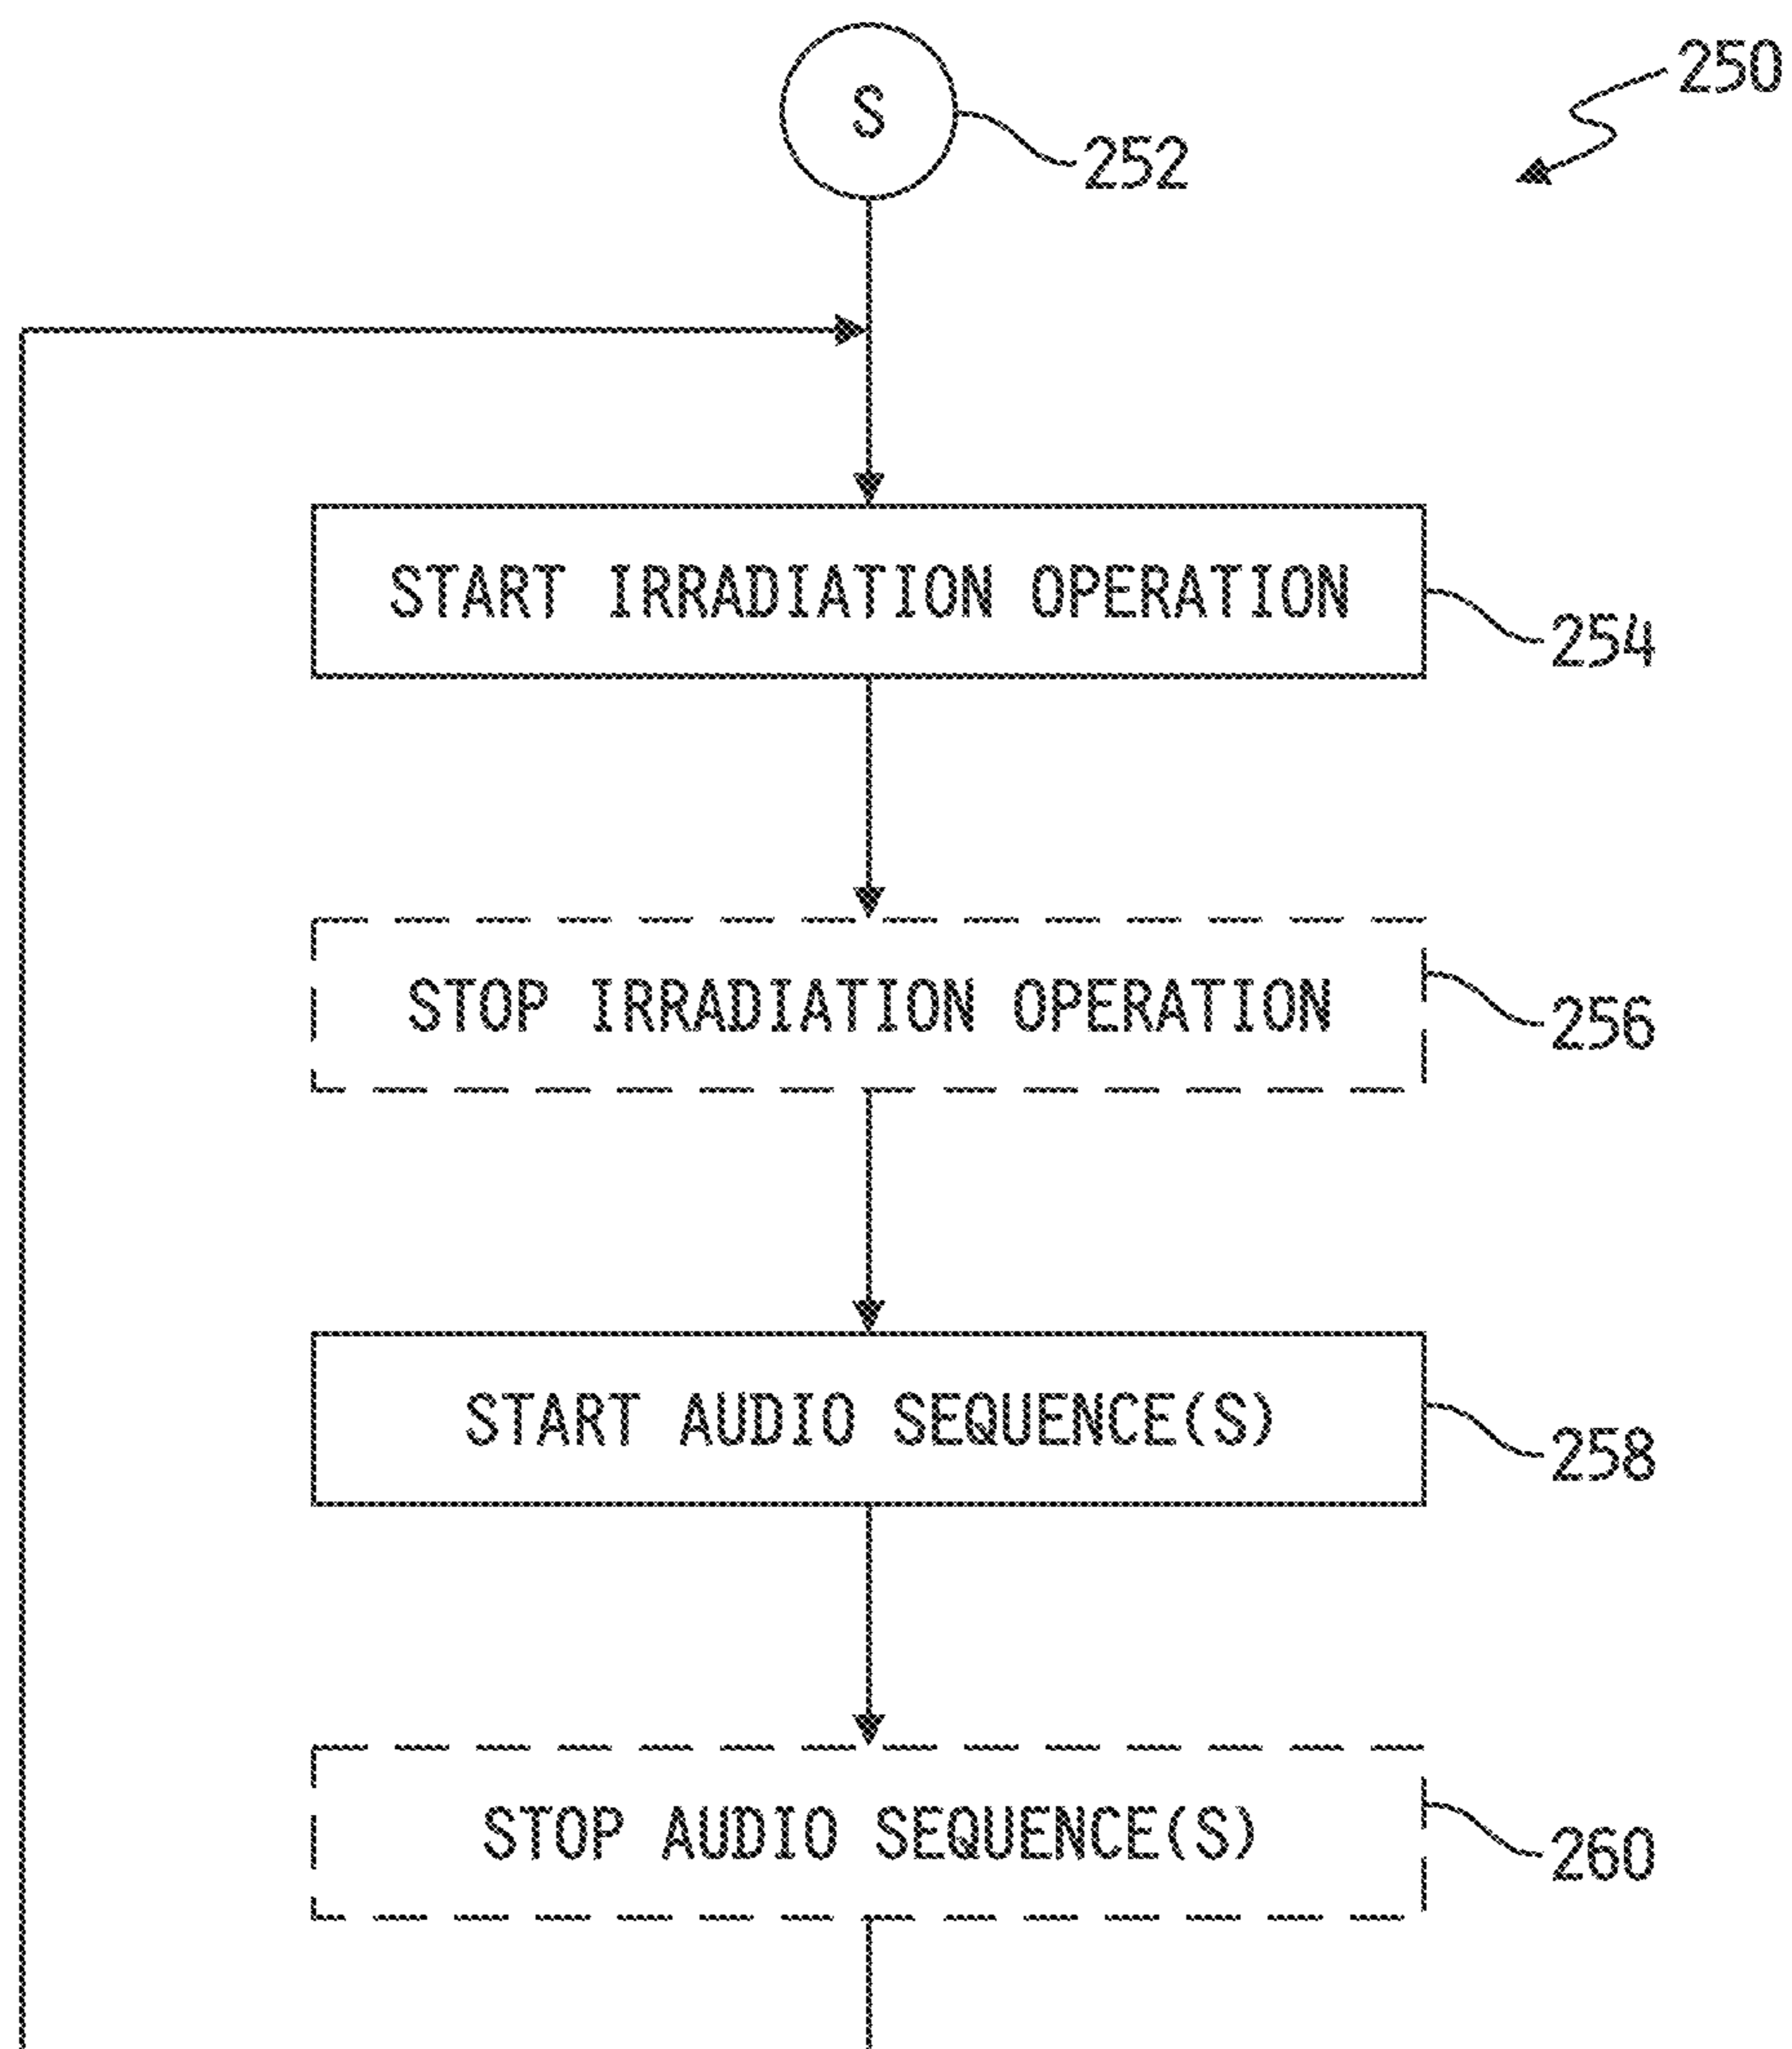 250
S
252
START IRRADIATION OPERATION
254
STOP IRRADIATION OPERATION
256
START AUDIO SEQUENCE(S)
258
STOP AUDIO SEQUENCE(S)
260